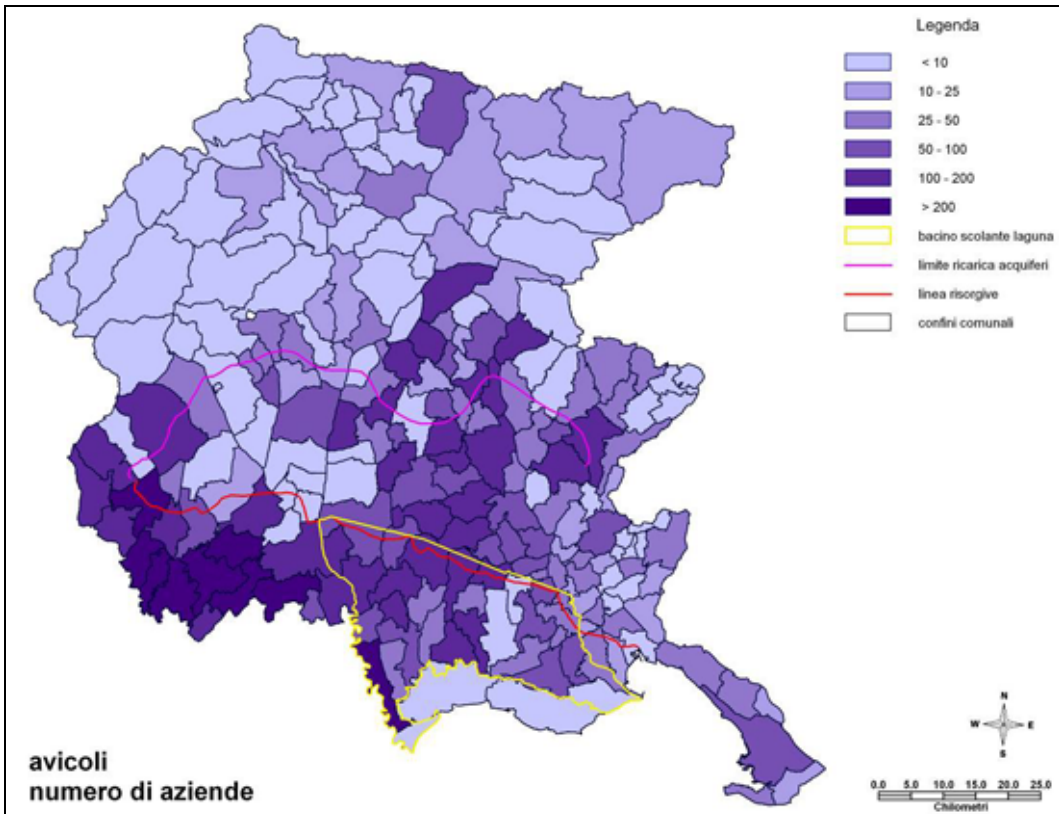 Legenda
< 10
10 - 25
25 - 50
50 - 100
100 - 200
> 200
bacino scolante laguna
limite ricarica acquiferi
linea risorgive
confini comunali
N
W E
S
avicoli
numero di aziende
0.0 5.0 10.0 15.0 20.0 25.0
Chilometri